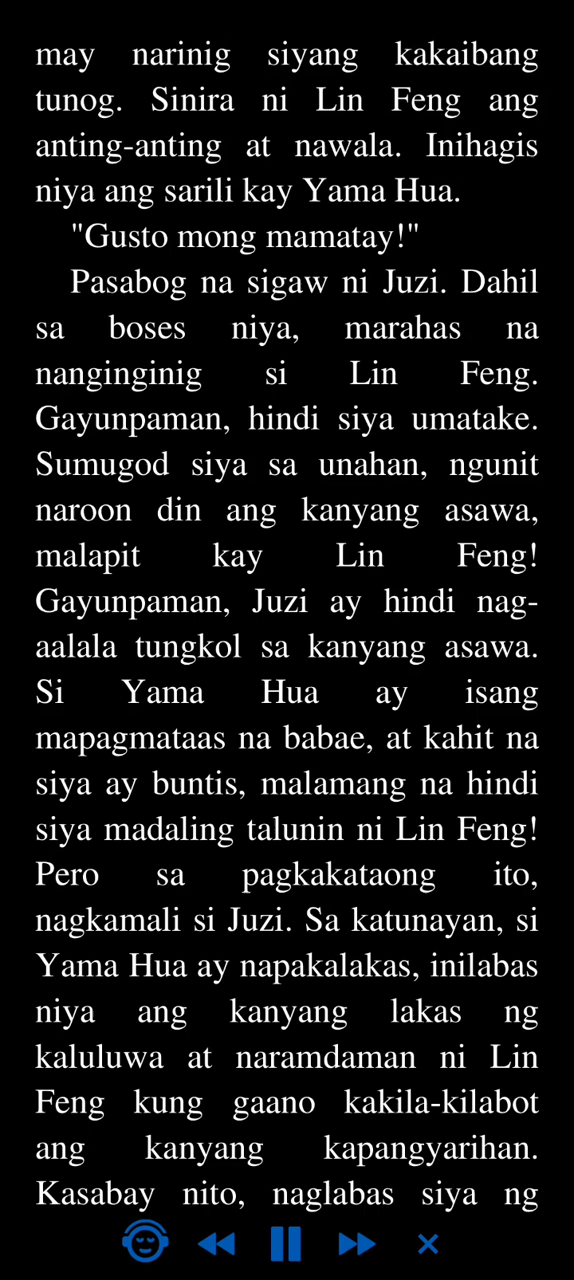 may narinig siyang kakaibang
tunog. Sinira ni Lin Feng ang
anting-anting at nawala. Inihagis
niya ang sarili kay Yama Hua.
"Gusto mong mamatay!"
Pasabog na sigaw ni Juzi. Dahil
sa boses niya, marahas na
nanginginig si Lin Feng.
Gayunpaman, hindi siya umatake.
Sumugod siya sa unahan, ngunit
naroon din ang kanyang asawa,
malapit kay Lin Feng!
Gayunpaman, Juzi ay hindi nag-
aalala tungkol sa kanyang asawa.
Si Yama Hua ay isang
mapagmataas na babae, at kahit na
siya ay buntis, malamang na hindi
siya madaling talunin ni Lin Feng!
Pero sa pagkakataong ito,
nagkamali si Juzi. Sa katunayan, si
Yama Hua ay napakalakas, inilabas
niya ang kanyang lakas ng
kaluluwa at naramdaman ni Lin
Feng kung gaano kakila-kilabot
ang kanyang kapangyarihan.
Kasabay nito, naglabas siya ng